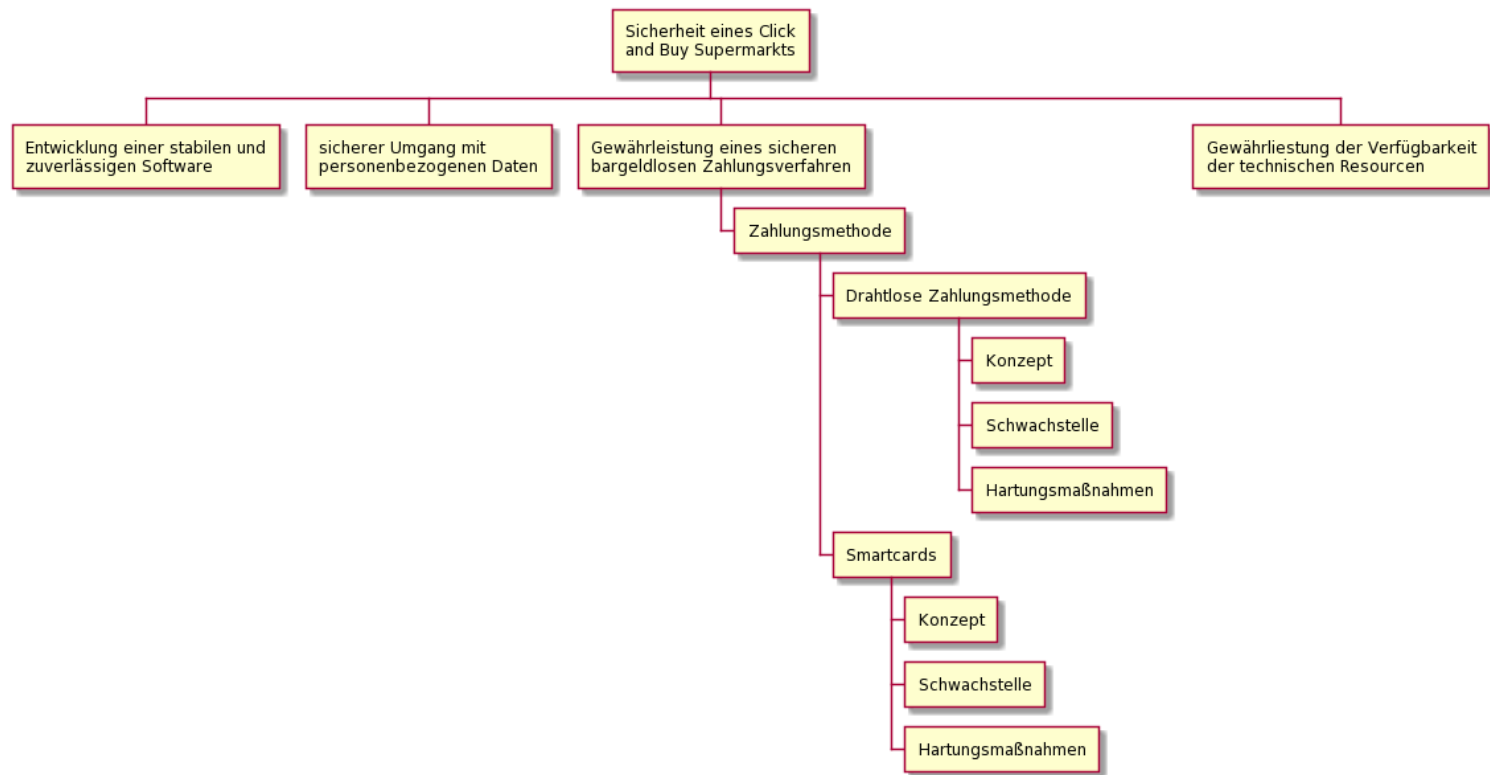 Sicherheit eines Click
and Buy Supermarkts
Entwicklung einer stabilen und
zuverlässigen Software
sicherer Umgang mit
personenbezogenen Daten
Gewährleistung eines sicheren
bargeldlosen Zahlungsverfahren
Gewährliestung der Verfügbarkeit
der technischen Resourcen
Zahlungsmethode
Drahtlose Zahlungsmethode
Konzept
Schwachstelle
Hartungsmaßnahmen
Smartcards
Konzept
Schwachstelle
Hartungsmaßnahmen